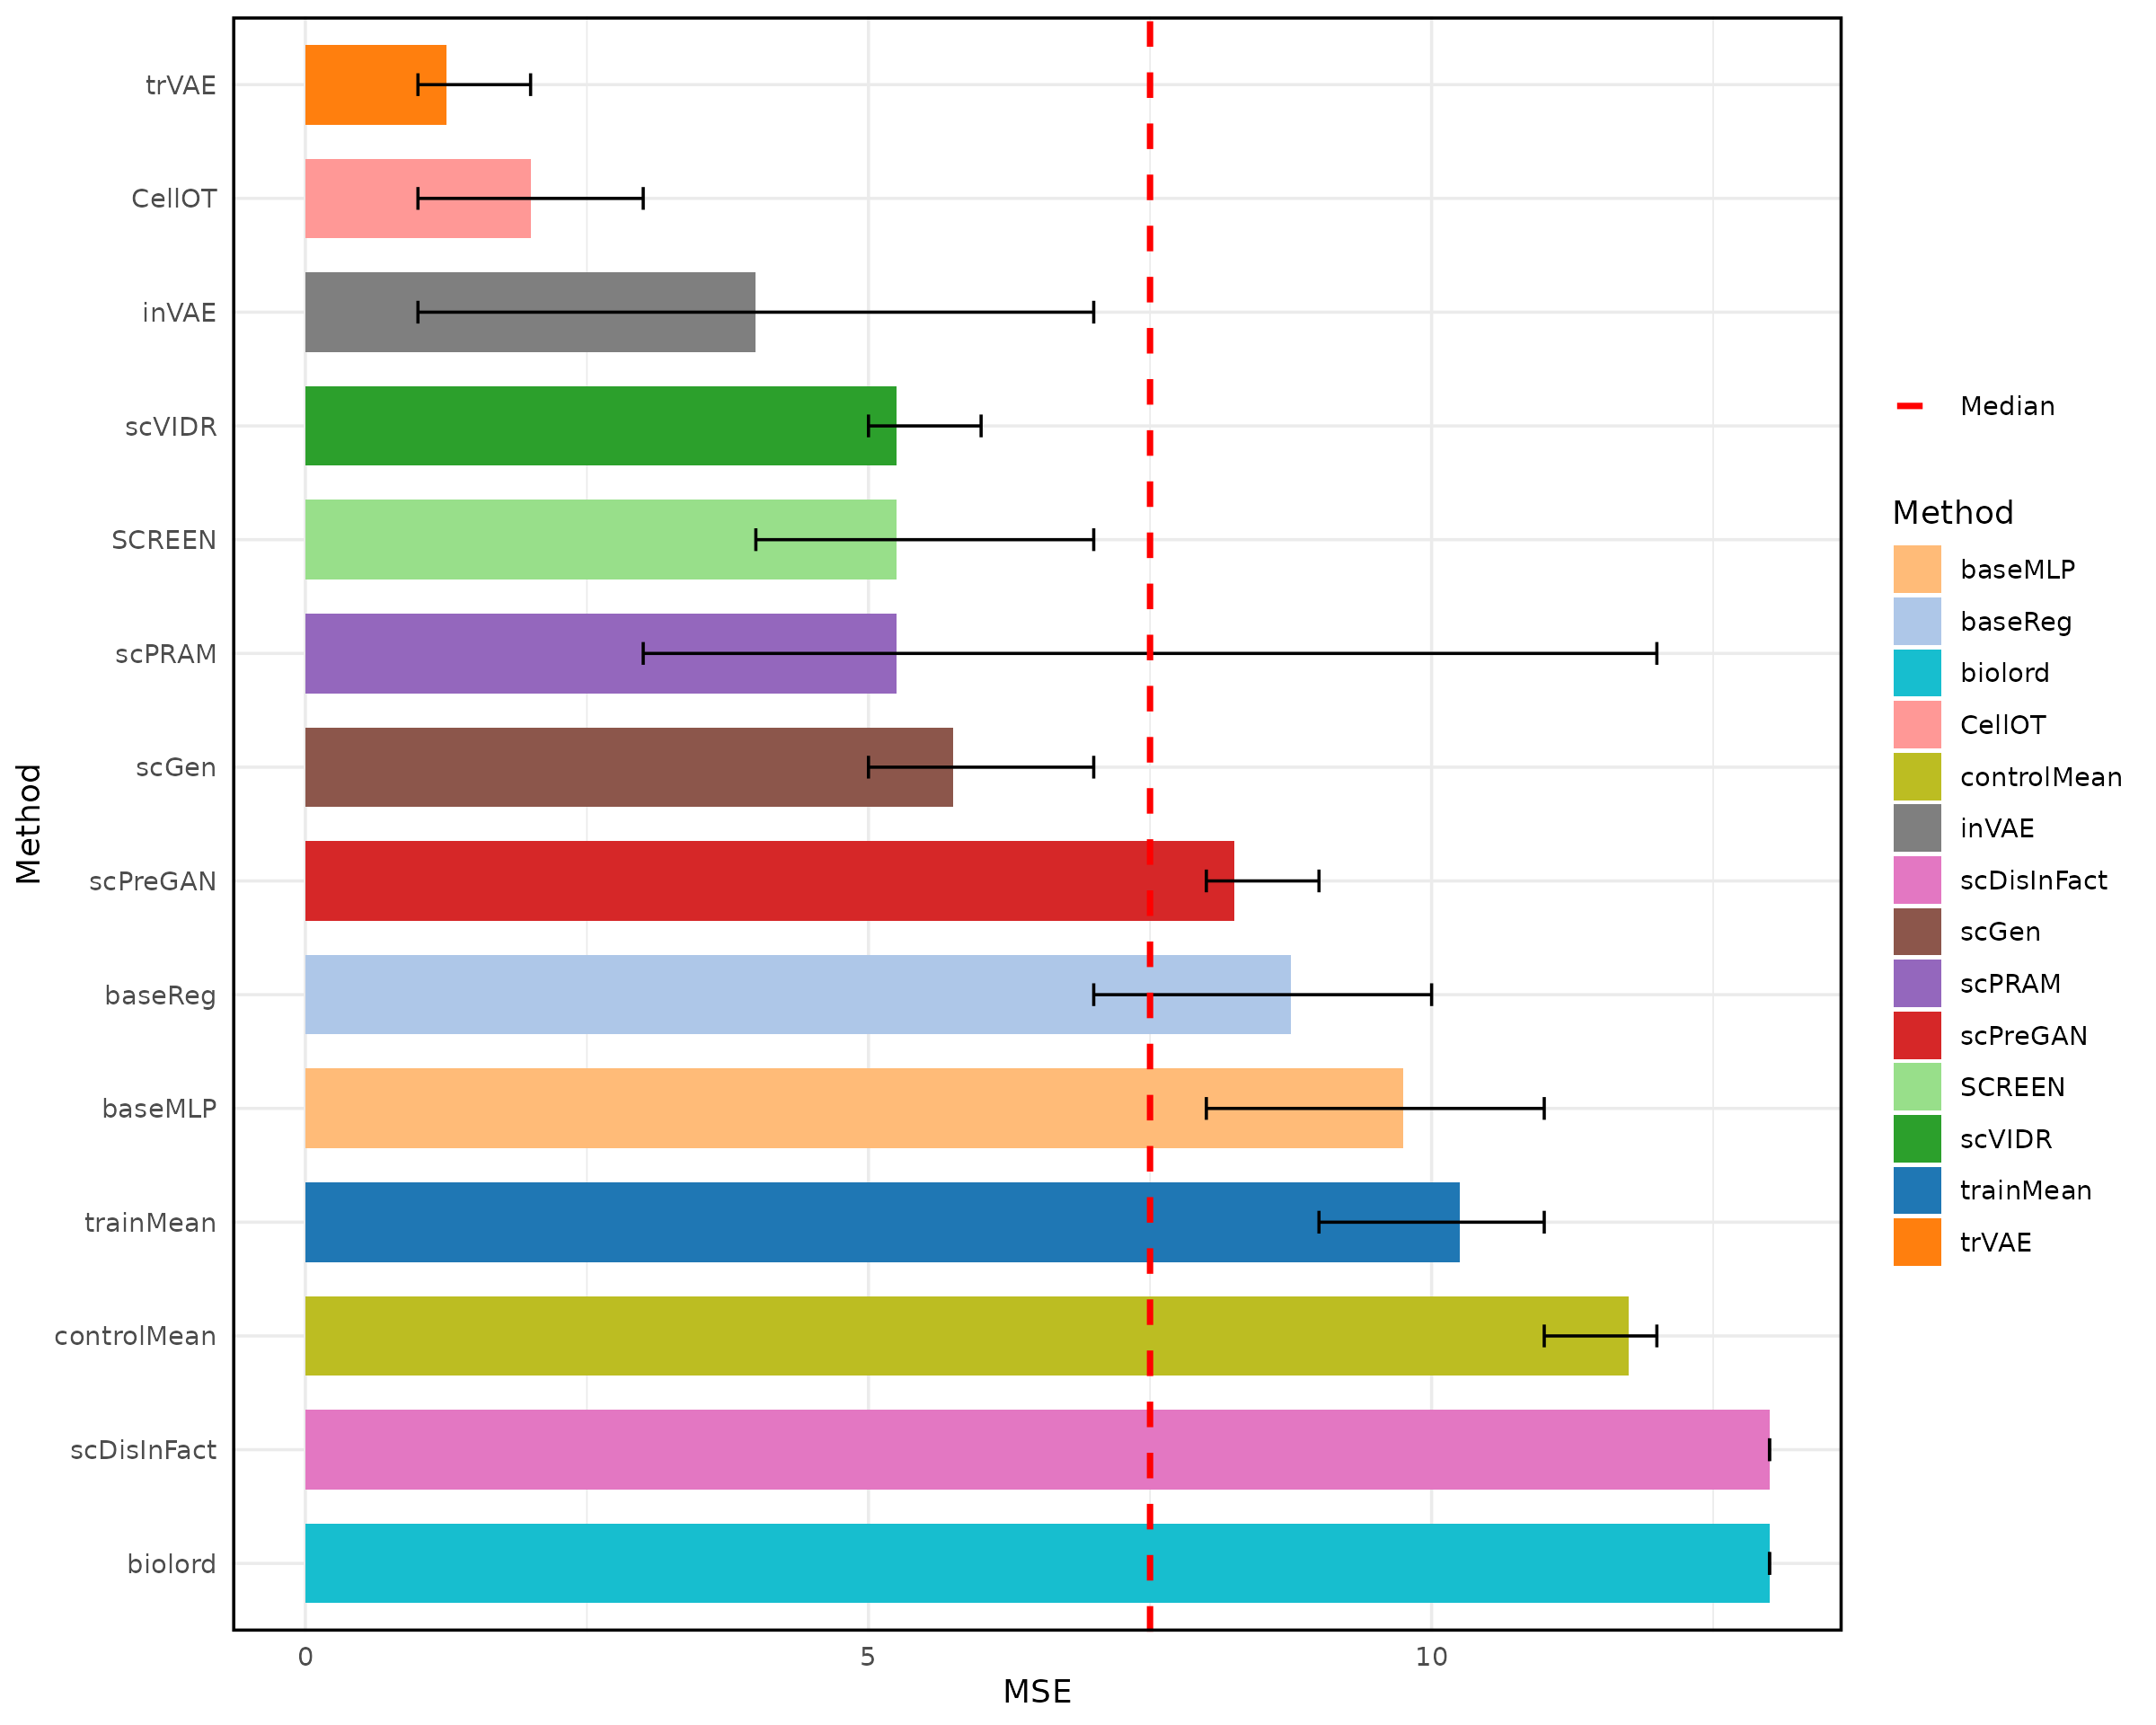 Method
trVAE
CellOT
inVAE
scVIDR
SCREEN
scPRAM
scGen
scPreGAN
baseReg
baseMLP
trainMean
controlMean
scDisInFact
biolord
0 5 10
MSE
Median
Method
baseMLP
baseReg
biolord
CellOT
controlMean
inVAE
scDisInFact
scGen
scPRAM
scPreGAN
SCREEN
scVIDR
trainMean
trVAE